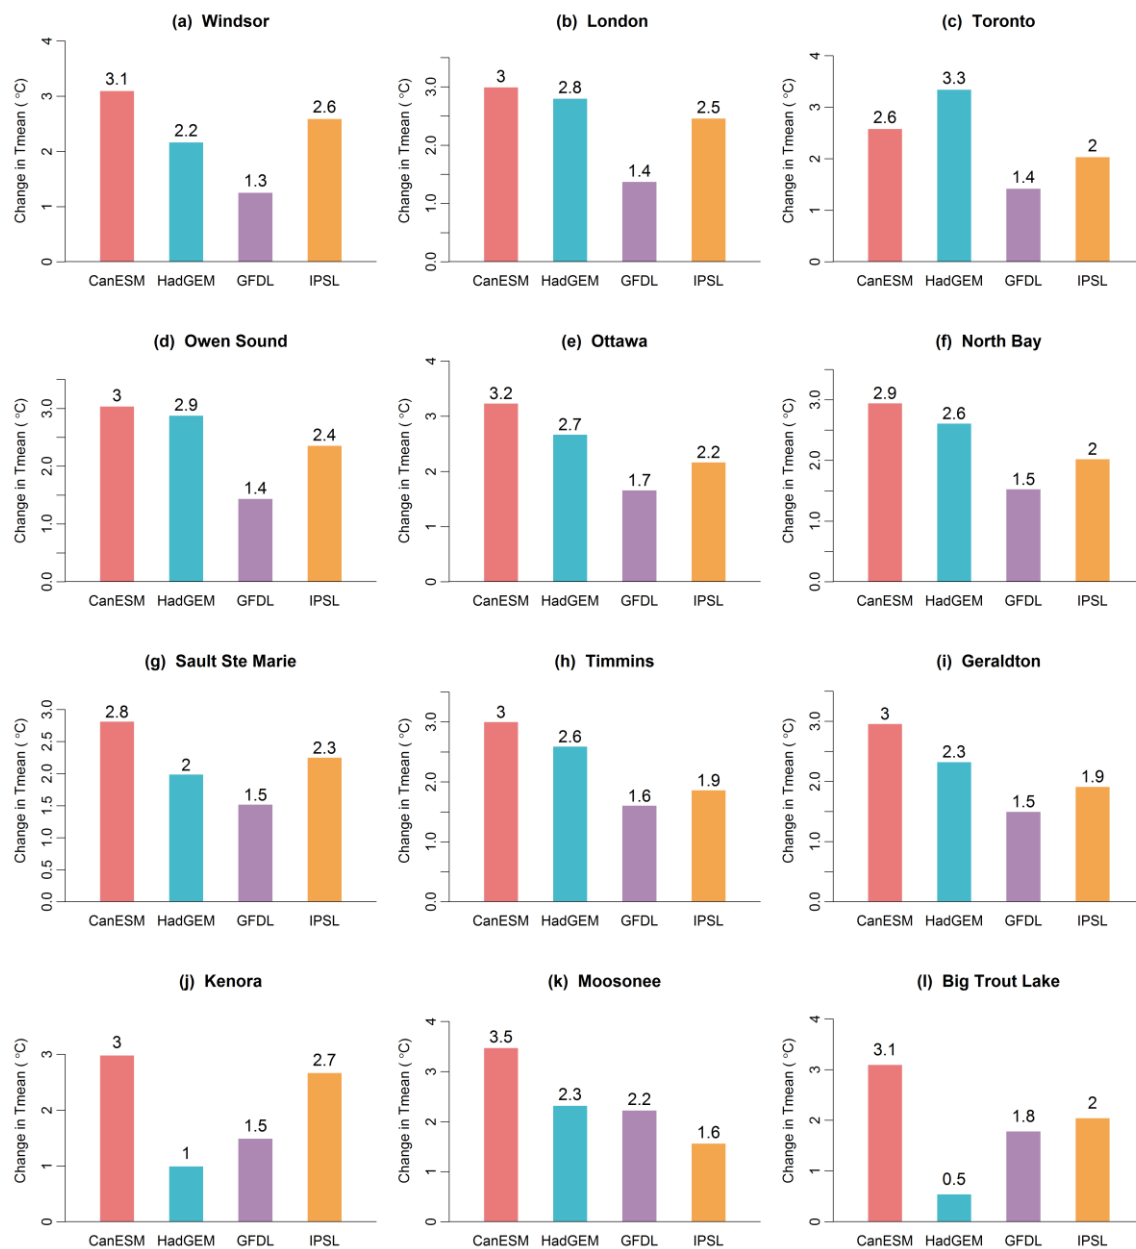 (a) Windsor
Change in Tmean ( °C)
4
3
2
1
0
3.1
2.2
1.3
2.6
CanESM HadGEM GFDL IPSL
(b) London
Change in Tmean ( °C)
3.0
2.0
1.0
0.0
3
2.8
1.4
2.5
CanESM HadGEM GFDL IPSL
(c) Toronto
Change in Tmean ( °C)
4
3
2
1
0
2.6
3.3
1.4
2
CanESM HadGEM GFDL IPSL
(d) Owen Sound
Change in Tmean ( °C)
3.0
2.0
1.0
0.0
3
2.9
1.4
2.4
CanESM HadGEM GFDL IPSL
(e) Ottawa
Change in Tmean ( °C)
4
3
2
1
0
3.2
2.7
1.7
2.2
CanESM HadGEM GFDL IPSL
(f) North Bay
Change in Tmean ( °C)
3.0
2.0
1.0
0.0
2.9
2.6
1.5
2
CanESM HadGEM GFDL IPSL
(g) Sault Ste Marie
Change in Tmean ( °C)
3.0
2.5
2.0
1.5
1.0
0.5
0.0
2.8
2
1.5
2.3
CanESM HadGEM GFDL IPSL
(h) Timmins
Change in Tmean ( °C)
3.0
2.0
1.0
0.0
3
2.6
1.6
1.9
CanESM HadGEM GFDL IPSL
(i) Geraldton
Change in Tmean ( °C)
3.0
2.0
1.0
0.0
3
2.3
1.5
1.9
CanESM HadGEM GFDL IPSL
(j) Kenora
Change in Tmean ( °C)
3
2
1
0
3
1
1.5
2.7
CanESM HadGEM GFDL IPSL
(k) Moosonee
Change in Tmean ( °C)
4
3
2
1
0
3.5
2.3
2.2
1.6
CanESM HadGEM GFDL IPSL
(l) Big Trout Lake
Change in Tmean ( °C)
4
3
2
1
0
3.1
0.5
1.8
2
CanESM HadGEM GFDL IPSL